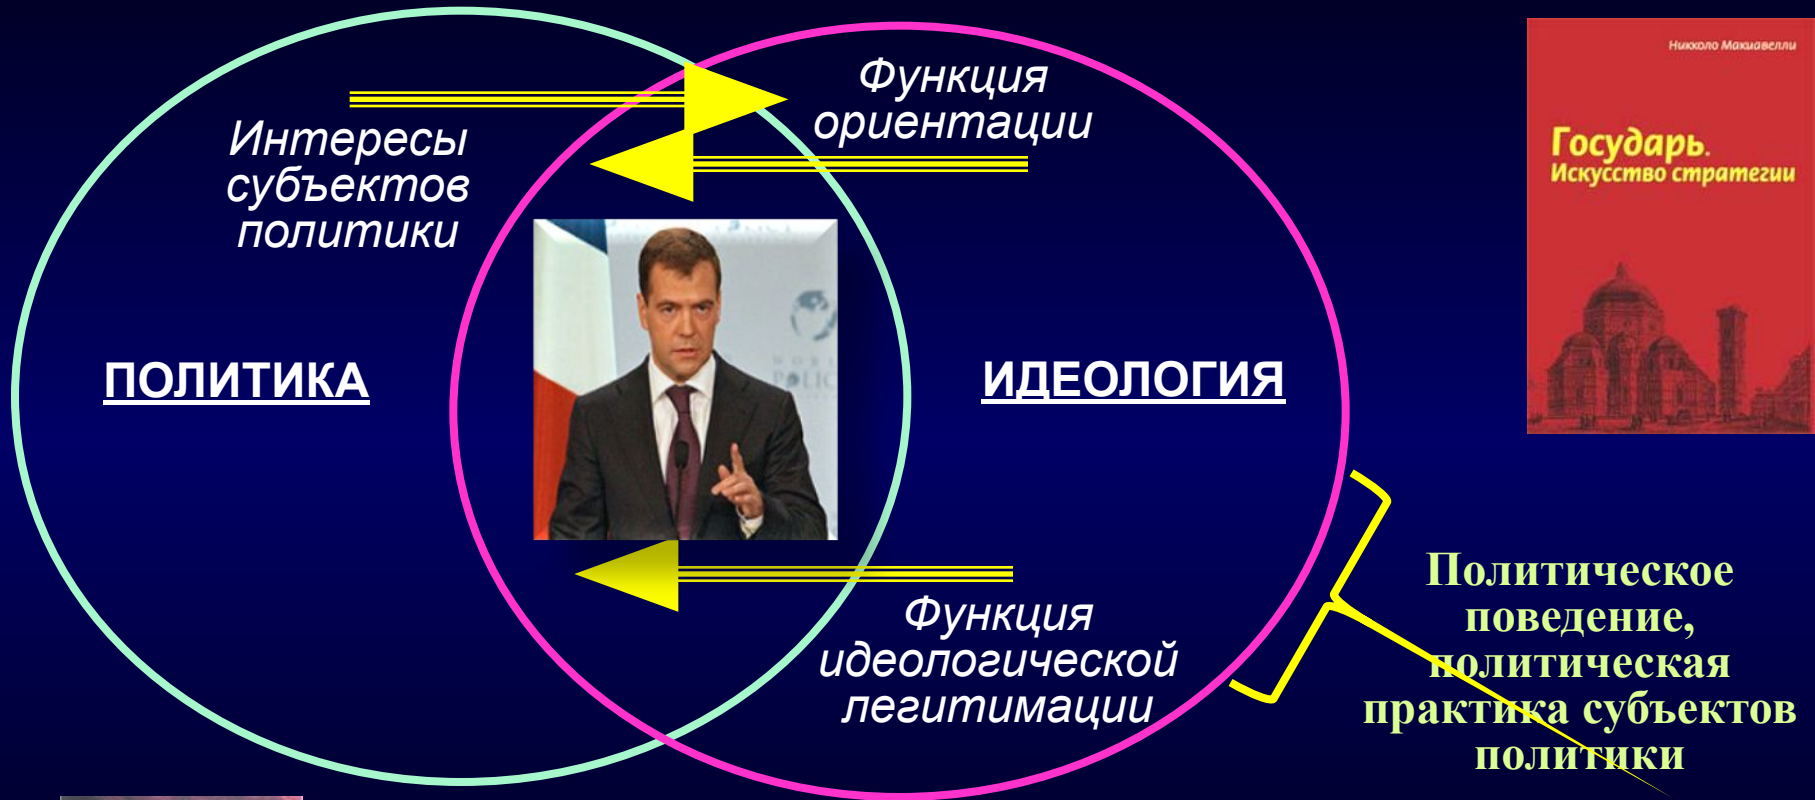 Функция
ориентации
Интересы
субъектов
политики
Никколо Макиавелли
Государь.
Искусство стратегии
ПОЛИТИКА
ИДЕОЛОГИЯ
Функция
идеологической
легитимации
Политическое
поведение,
политическая
практика субъектов
политики